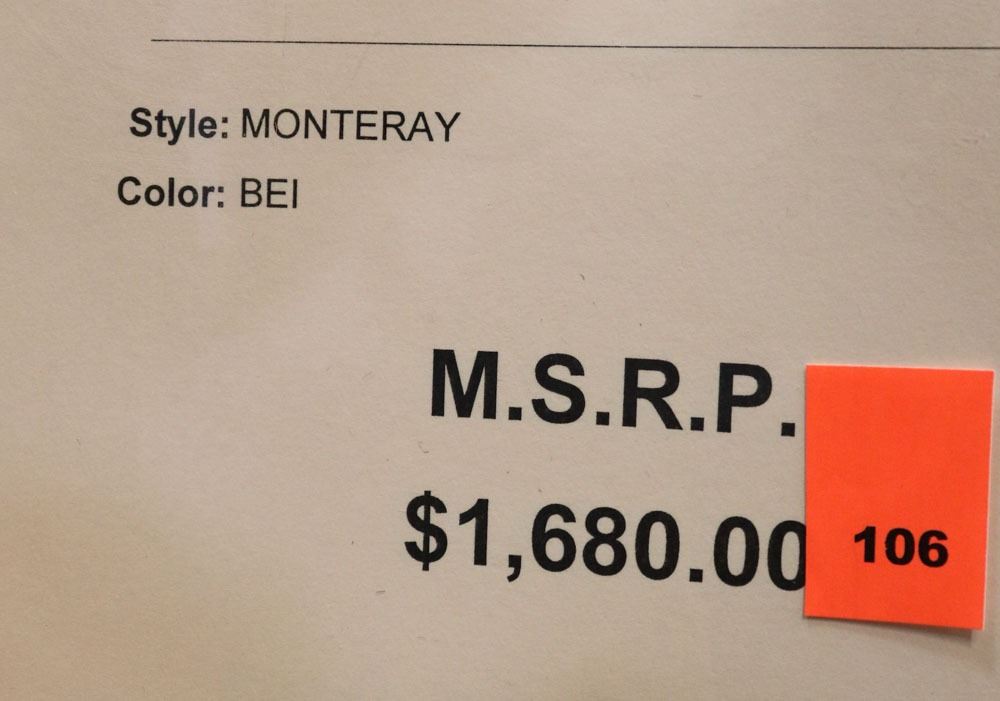 Style: MONTERAY
Color: BEI
M.S.R.P.
$1,680.00
106